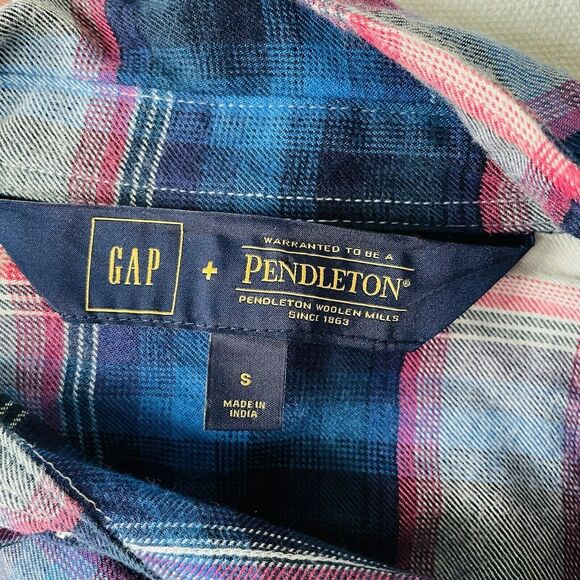 GAP
+
WARRANTED TO BE A
PENDLETON®
PENDLETON WOOLEN MILLS
SINCE 1863
S
MADE IN
INDIA